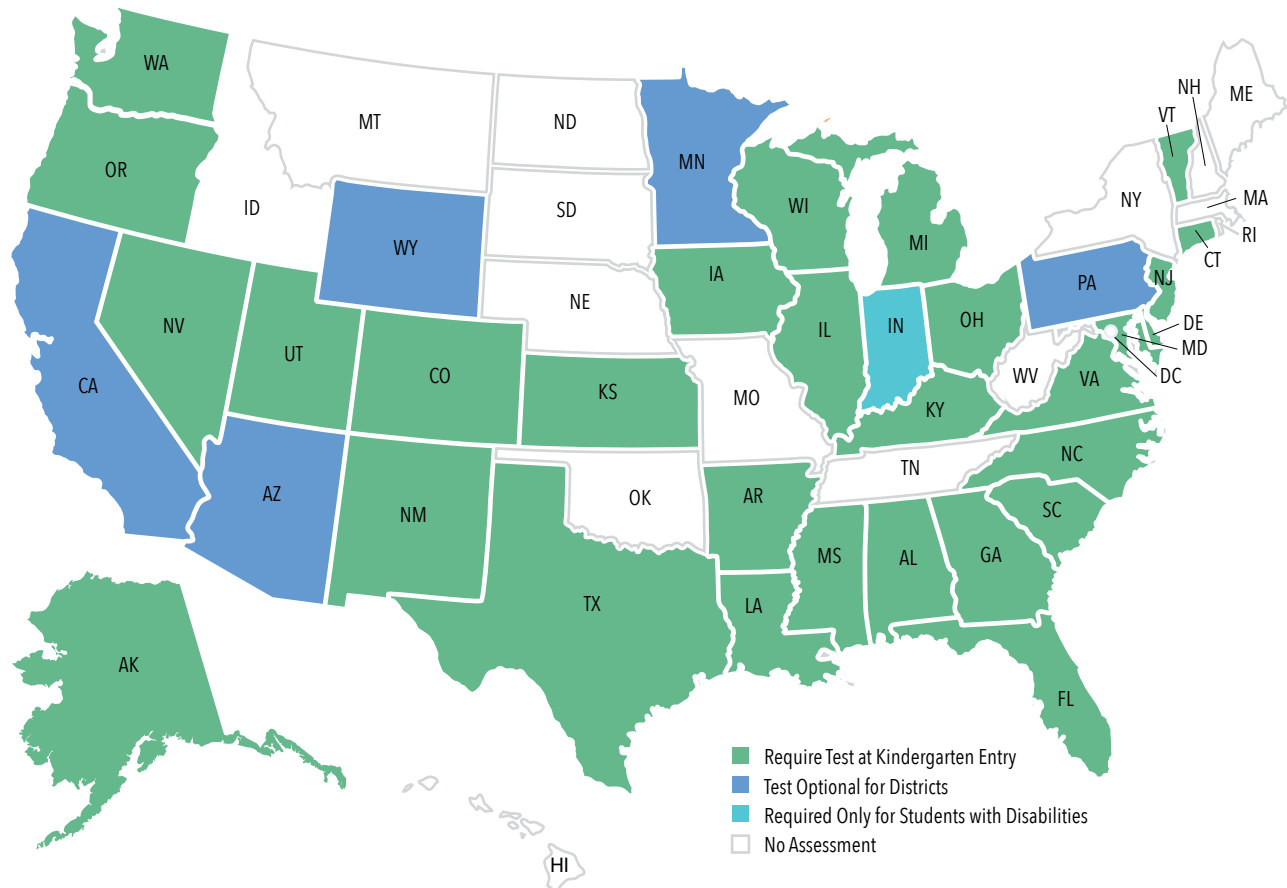 WA
OR
CA
NV
ID
MT
WY
UT
AZ
CO
NM
ND
SD
NE
KS
OK
TX
MN
IA
MO
AR
LA
WI
IL
MI
IN
OH
KY
TN
MS
AL
GA
FL
SC
NC
VA
WV
PA
NY
NJ
DE
MD
DC
CT
RI
MA
VT
NH
ME
AK
HI
Require Test at Kindergarten Entry
Test Optional for Districts
Required Only for Students with Disabilities
No Assessment